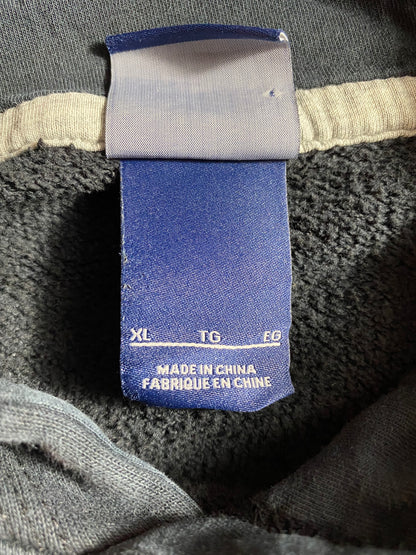 XL TG EG
MADE IN CHINA
FABRIQUE EN CHINE